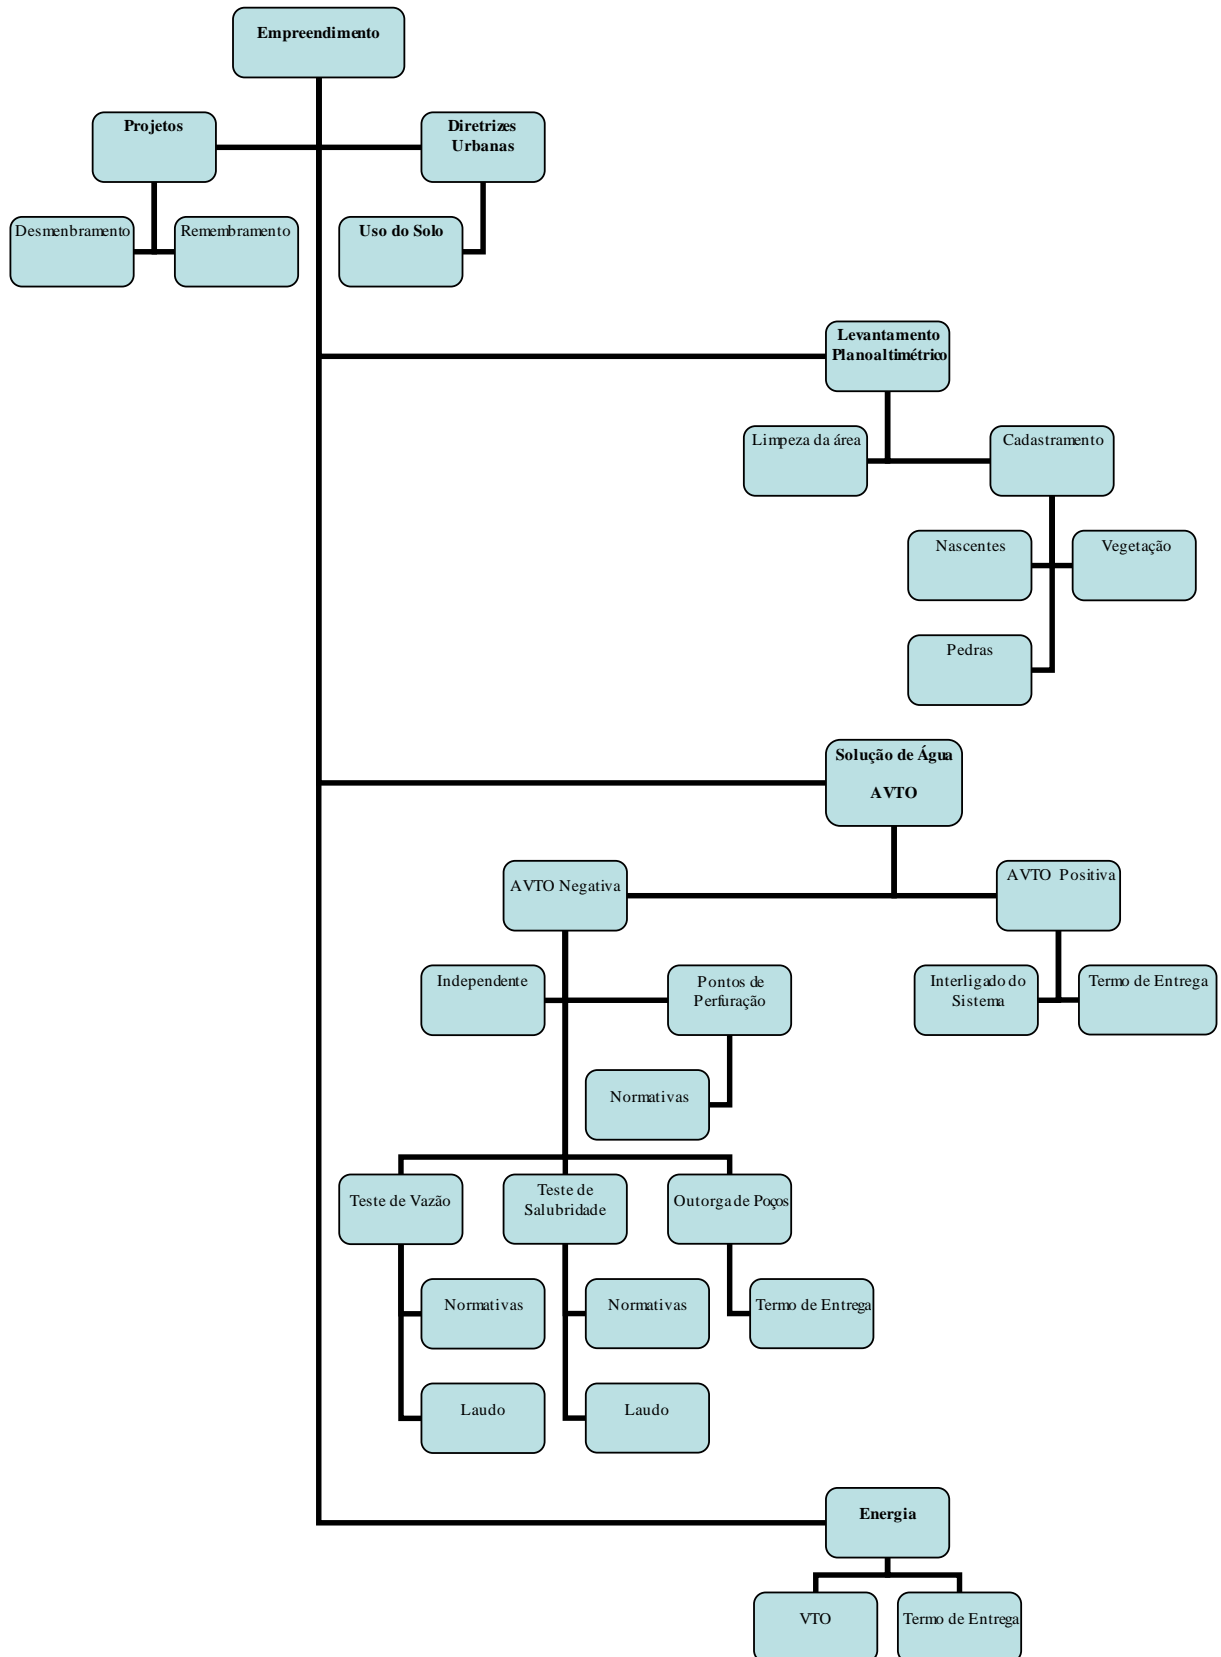 Empreendimento
Projetos
Diretrizes
Urbanas
Desmenbramento
Remembramento
Uso do Solo
Levantamento
Planoaltimétrico
Limpeza da área
Cadastramento
Nascentes
Vegetação
Pedras
Solução de Água
AVTO
AVTO Negativa
AVTO Positiva
Independente
Pontos de
Perfuração
Interligado do
Sistema
Termo de Entrega
Normativas
Teste de Vazão
Teste de
Salubridade
Outorga de Poços
Normativas
Normativas
Termo de Entrega
Laudo
Laudo
Energia
VTO
Termo de Entrega